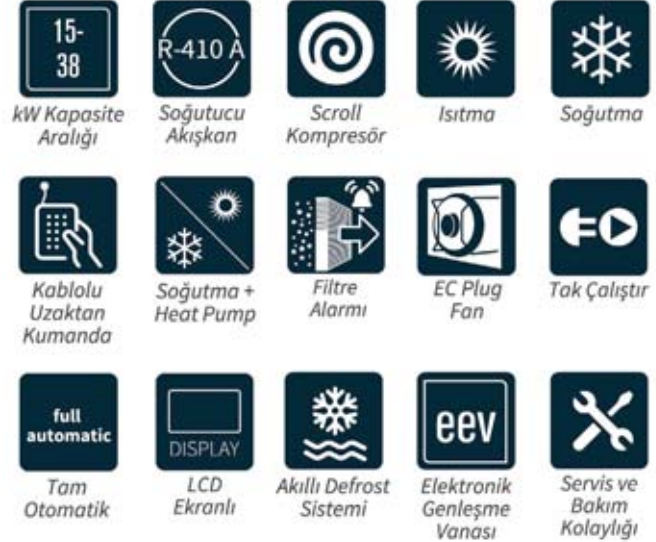 15-
38
R-410 A
kW Kapasite
Aralığı
Soğutucu
Akışkan
Scroll
Kompresör
Isıtma
Soğutma
Kablolu
Uzaktan
Kumanda
Soğutma +
Heat Pump
Filtre
Alarmı
EC Plug
Fan
Tak Çalıştır
full
automatic
DISPLAY
eev
Tam
Otomatik
LCD
Ekranlı
Akıllı Defrost
Sistemi
Elektronik
Genleşme
Vanası
Servis ve
Bakım
Kolaylığı